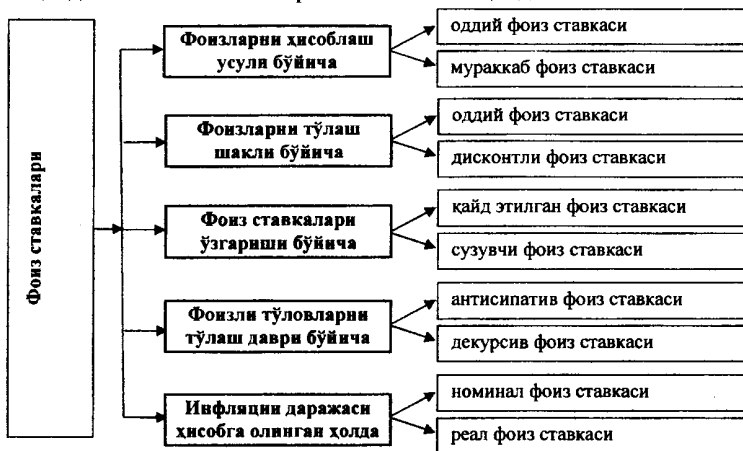 Фоиз ставкалари
Фоизларни ҳисоблаш
усули бўйича
оддий фоиз ставкаси
мураккаб фоиз ставкаси
Фоизларни тўлаш
шакли бўйича
оддий фоиз ставкаси
дисконтли фоиз ставкаси
Фоиз ставкалари
ўзгариши бўйича
қайд этилган фоиз ставкаси
сузувчи фоиз ставкаси
Фоизли тўловларни
тўлаш даври бўйича
антисипатив фоиз ставкаси
декурсив фоиз ставкаси
Инфляции даражаси
ҳисобга олинган ҳолда
номинал фоиз ставкаси
реал фоиз ставкаси